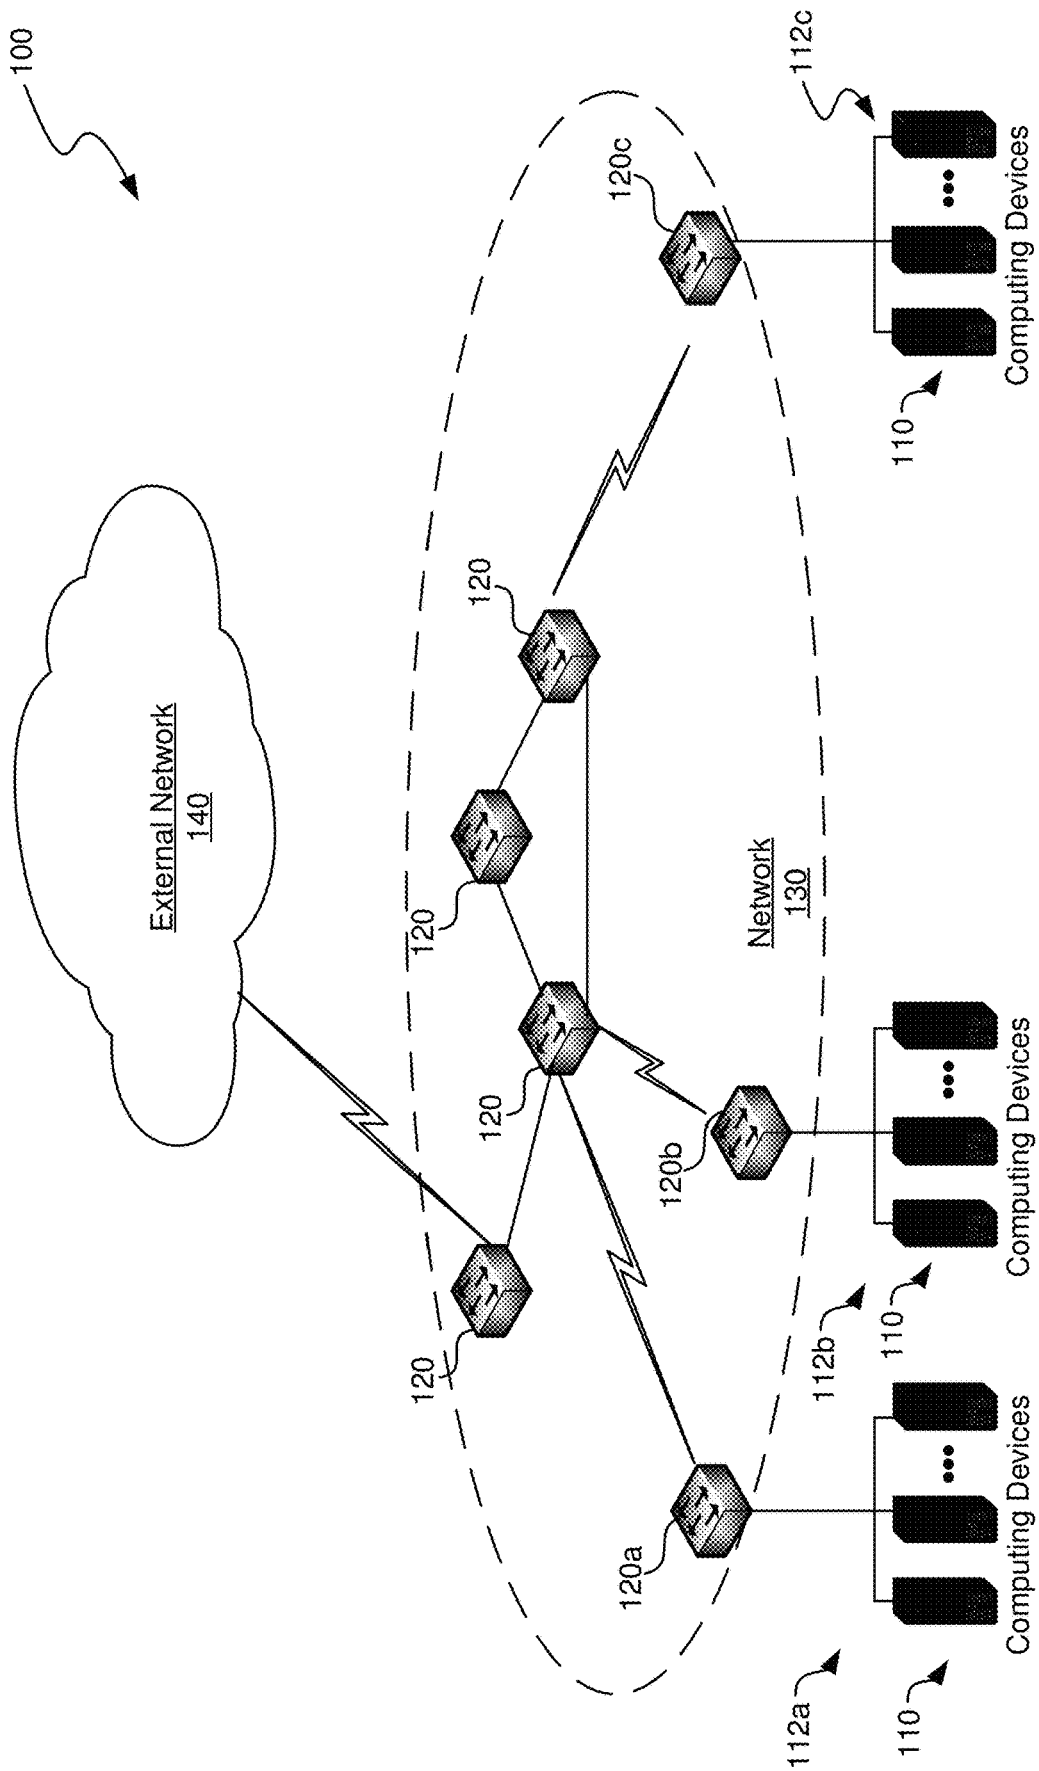 100
External Network
140
120
120
120
120
120a
120b
120c
Network
130
112a
112b
112c
110
110
110
Computing Devices
Computing Devices
Computing Devices